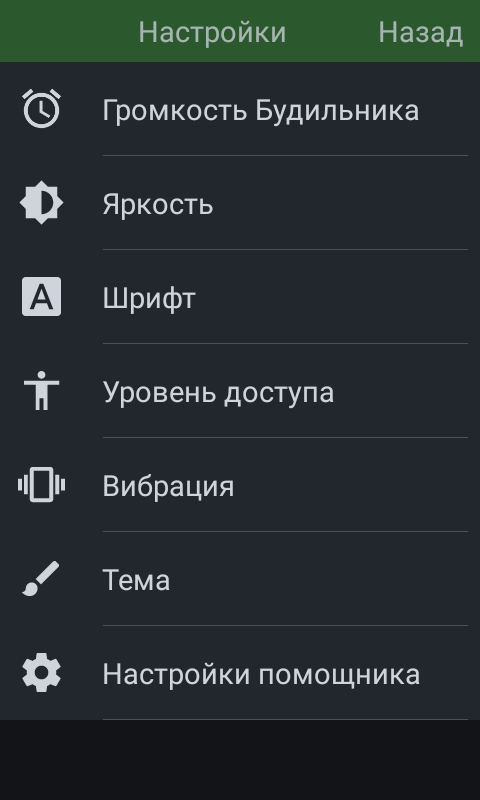 Настройки Назад
Громкость Будильника
Яркость
Шрифт
Уровень доступа
Вибрация
Тема
Настройки помощника